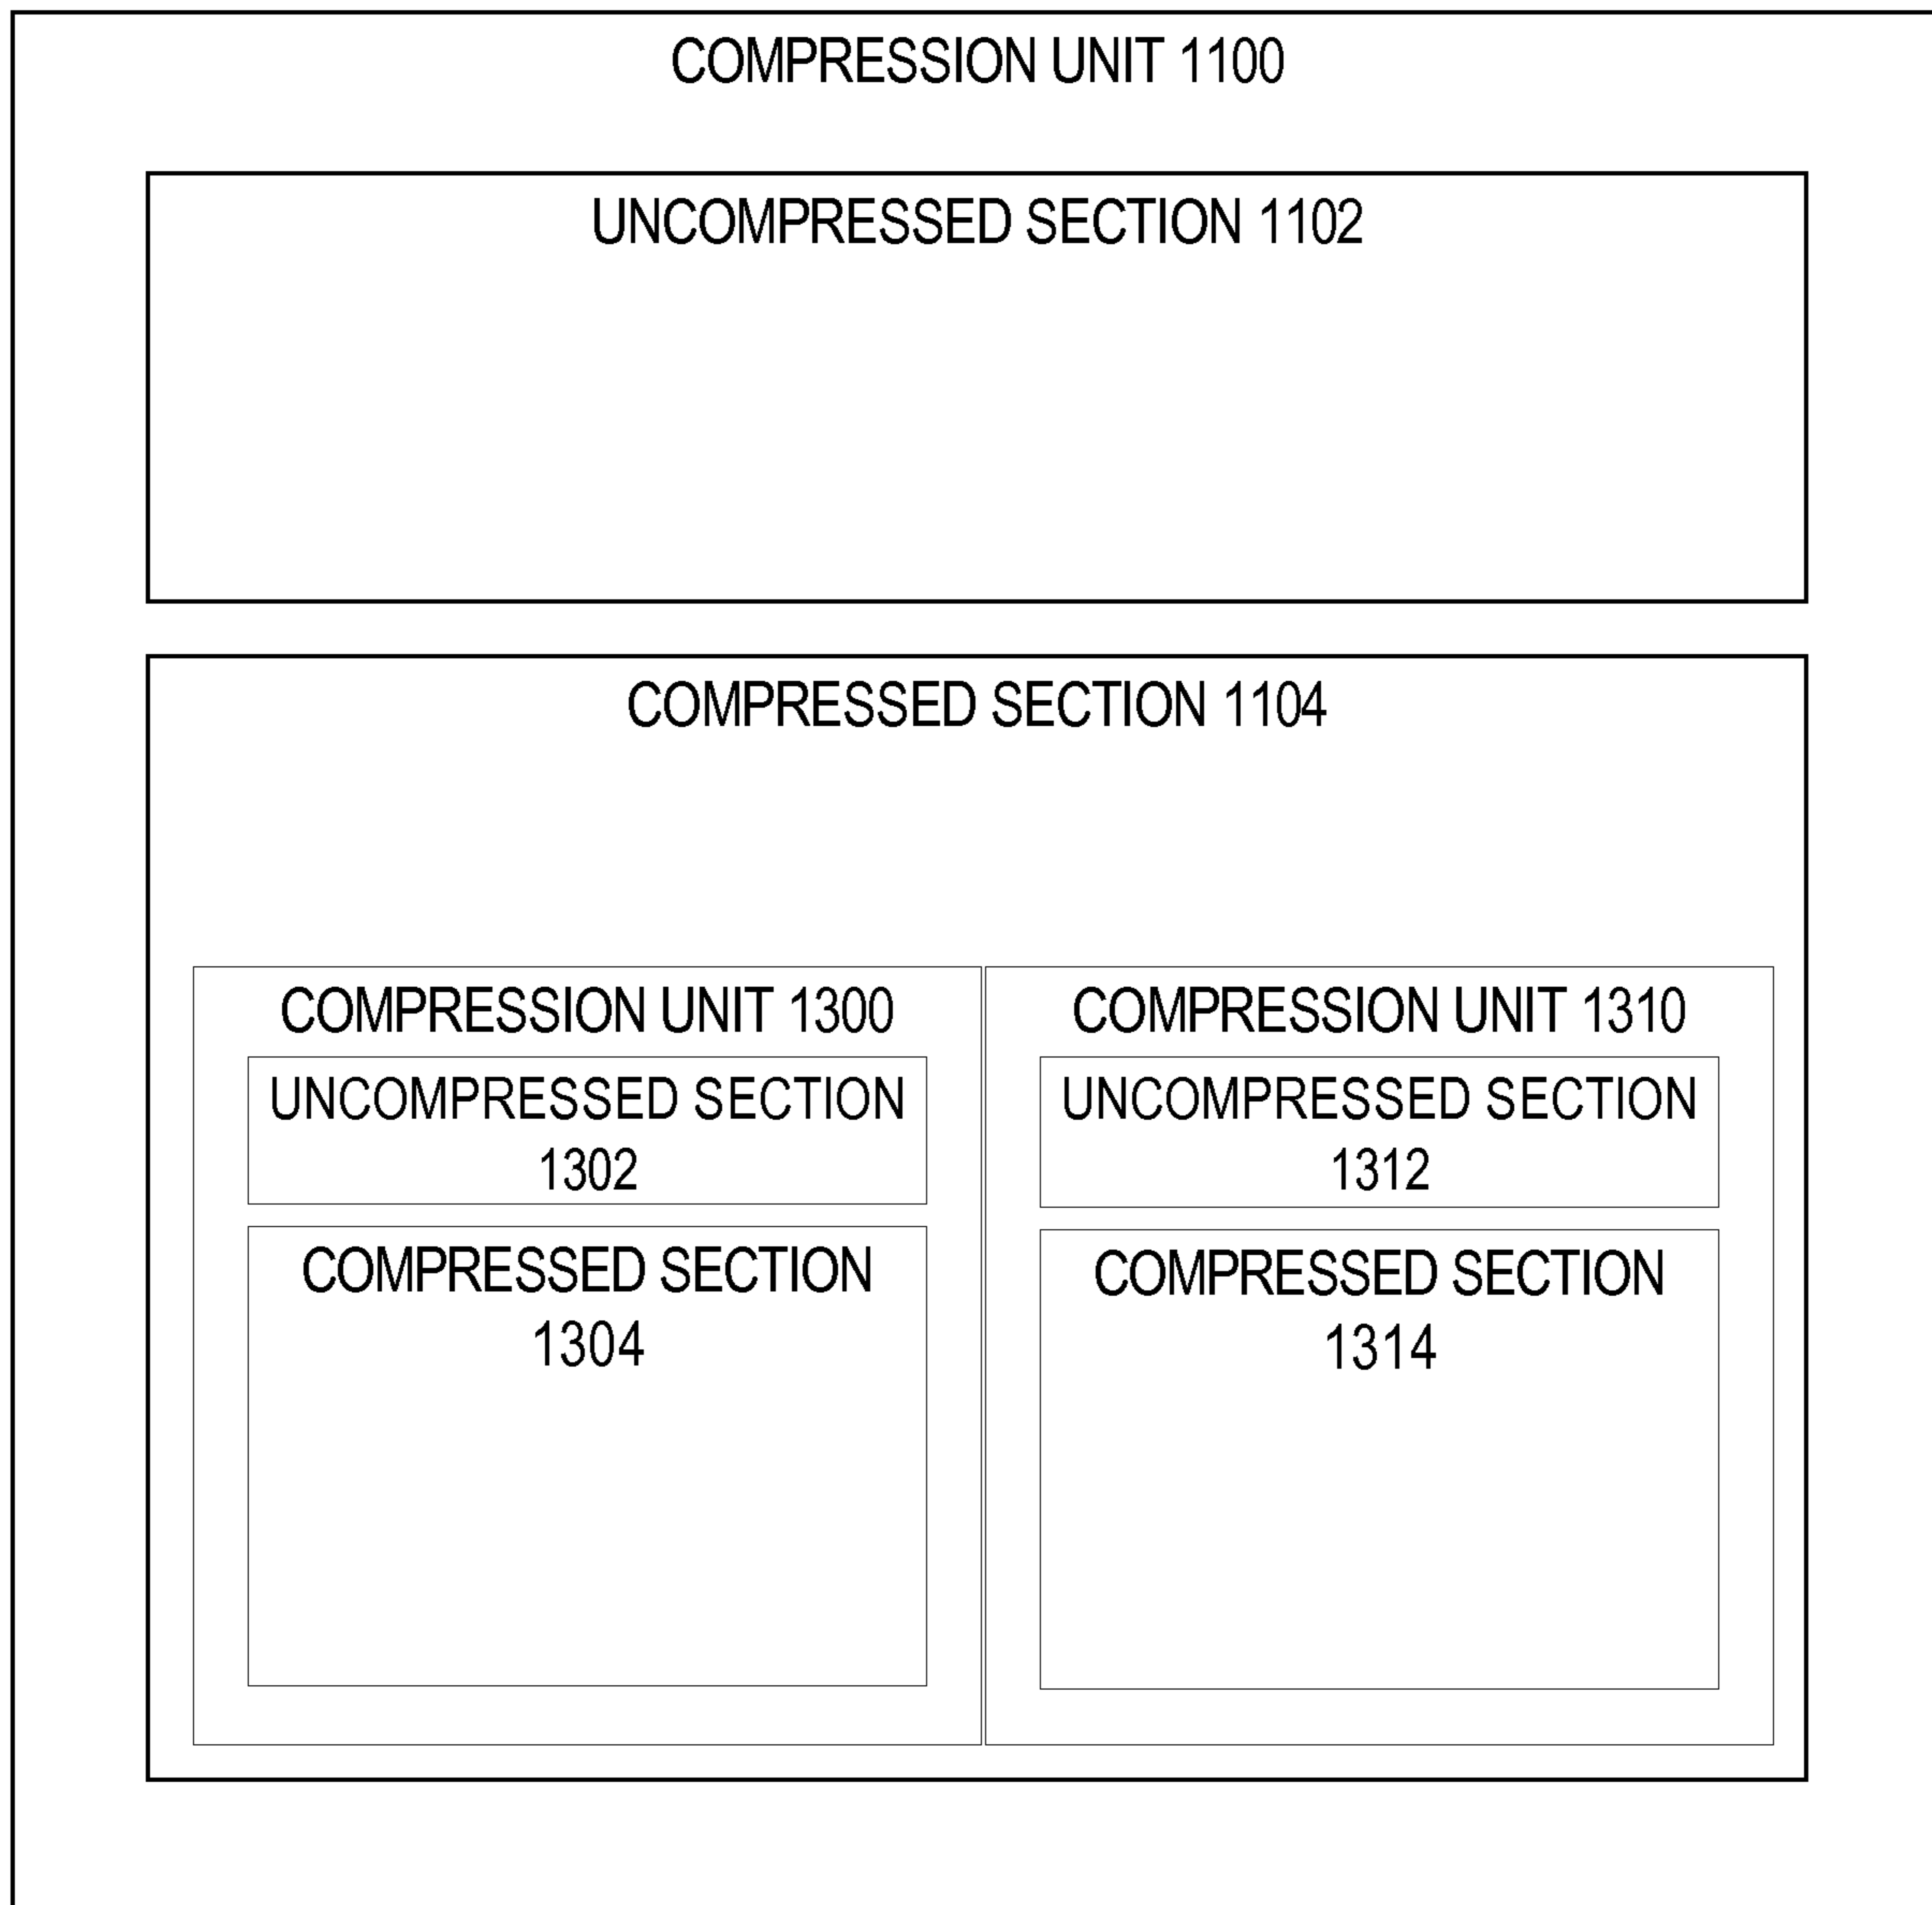 COMPRESSION UNIT 1100
UNCOMPRESSED SECTION 1102
COMPRESSED SECTION 1104
COMPRESSION UNIT 1300
UNCOMPRESSED SECTION
1302
COMPRESSED SECTION
1304
COMPRESSION UNIT 1310
UNCOMPRESSED SECTION
1312
COMPRESSED SECTION
1314